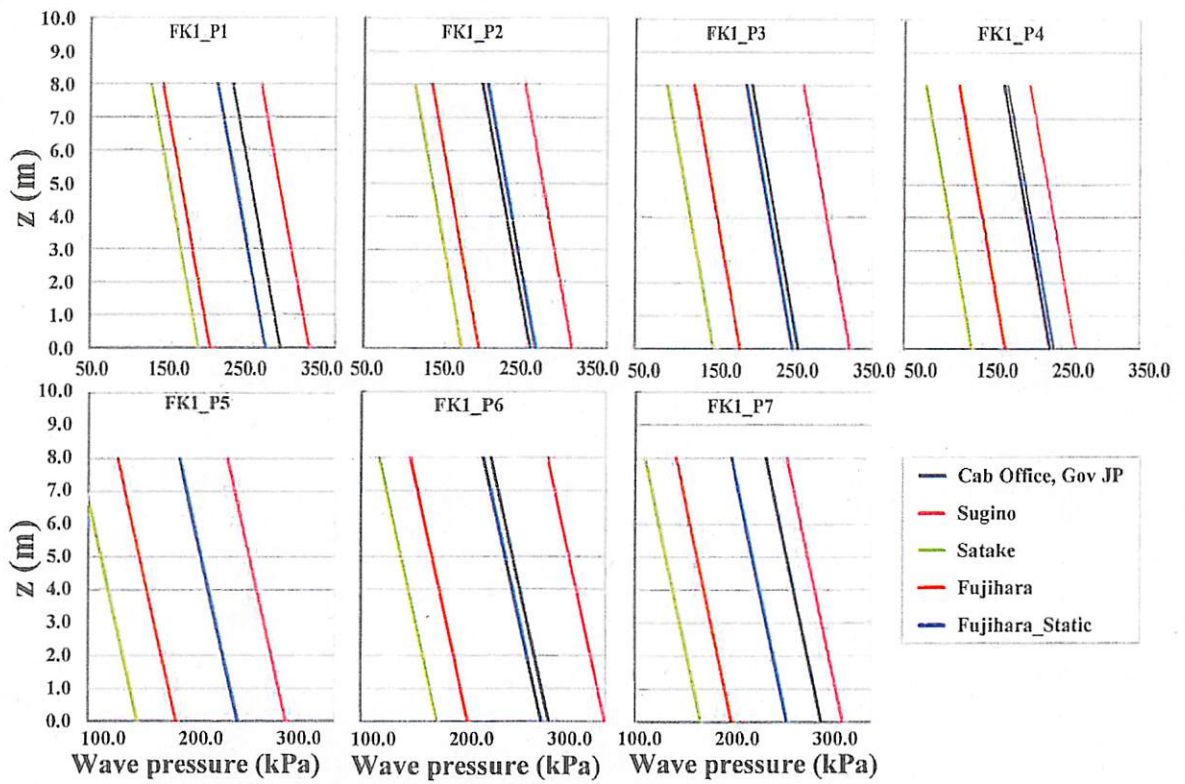 FK1_P1
FK1_P2
FK1_P3
FK1_P4
10.0
9.0
8.0
7.0
6.0
5.0
4.0
3.0
2.0
1.0
0.0
z (m)
50.0 150.0 250.0 350.0
50.0 150.0 250.0 350.0
50.0 150.0 250.0 350.0
50.0 150.0 250.0 350.0
FK1_P5
FK1_P6
FK1_P7
10.0
9.0
8.0
7.0
6.0
5.0
4.0
3.0
2.0
1.0
0.0
z (m)
100.0 200.0 300.0
100.0 200.0 300.0
100.0 200.0 300.0
Wave pressure (kPa)
Wave pressure (kPa)
Wave pressure (kPa)
Cab Office, Gov JP
Sugino
Satake
Fujihara
Fujihara_Static